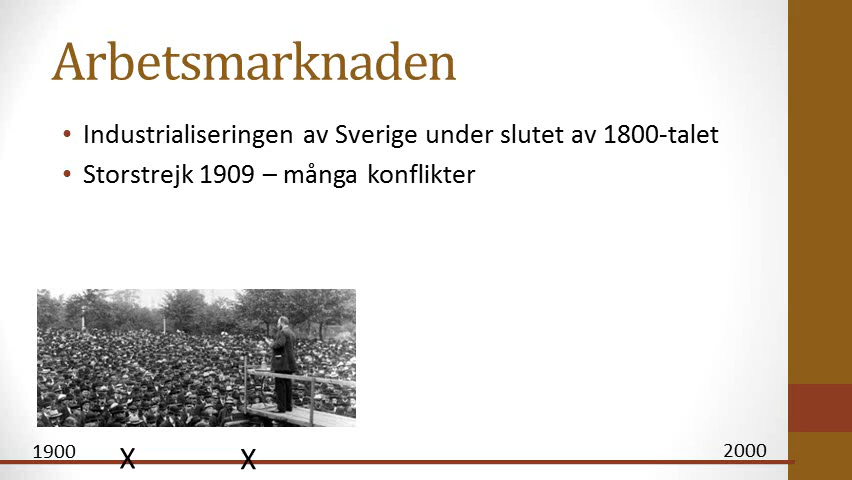 Arbetsmarknaden
• Industrialiseringen av Sverige under slutet av 1800-talet
• Storstrejk 1909 – många konflikter
1900 X X 2000